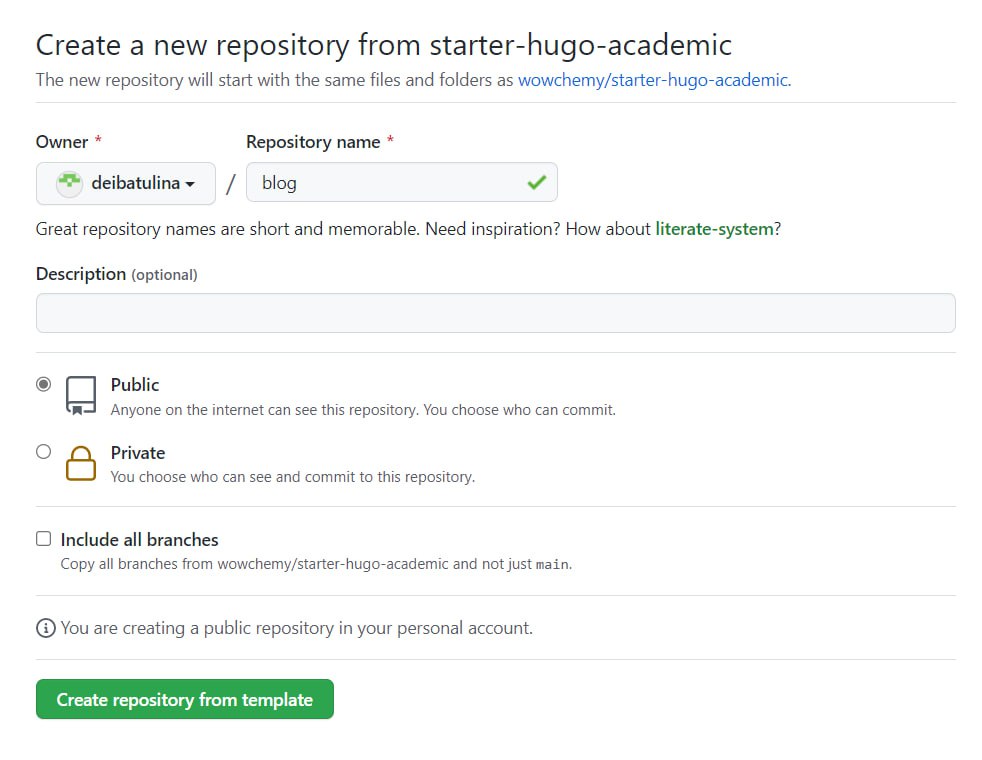 Create a new repository from starter-hugo-academic
The new repository will start with the same files and folders as wowchemy/starter-hugo-academic.
Owner * Repository name *
deibatulina / blog
Great repository names are short and memorable. Need inspiration? How about literate-system?
Description (optional)
Public
Anyone on the internet can see this repository. You choose who can commit.
Private
You choose who can see and commit to this repository.
Include all branches
Copy all branches from wowchemy/starter-hugo-academic and not just main.
You are creating a public repository in your personal account.
Create repository from template